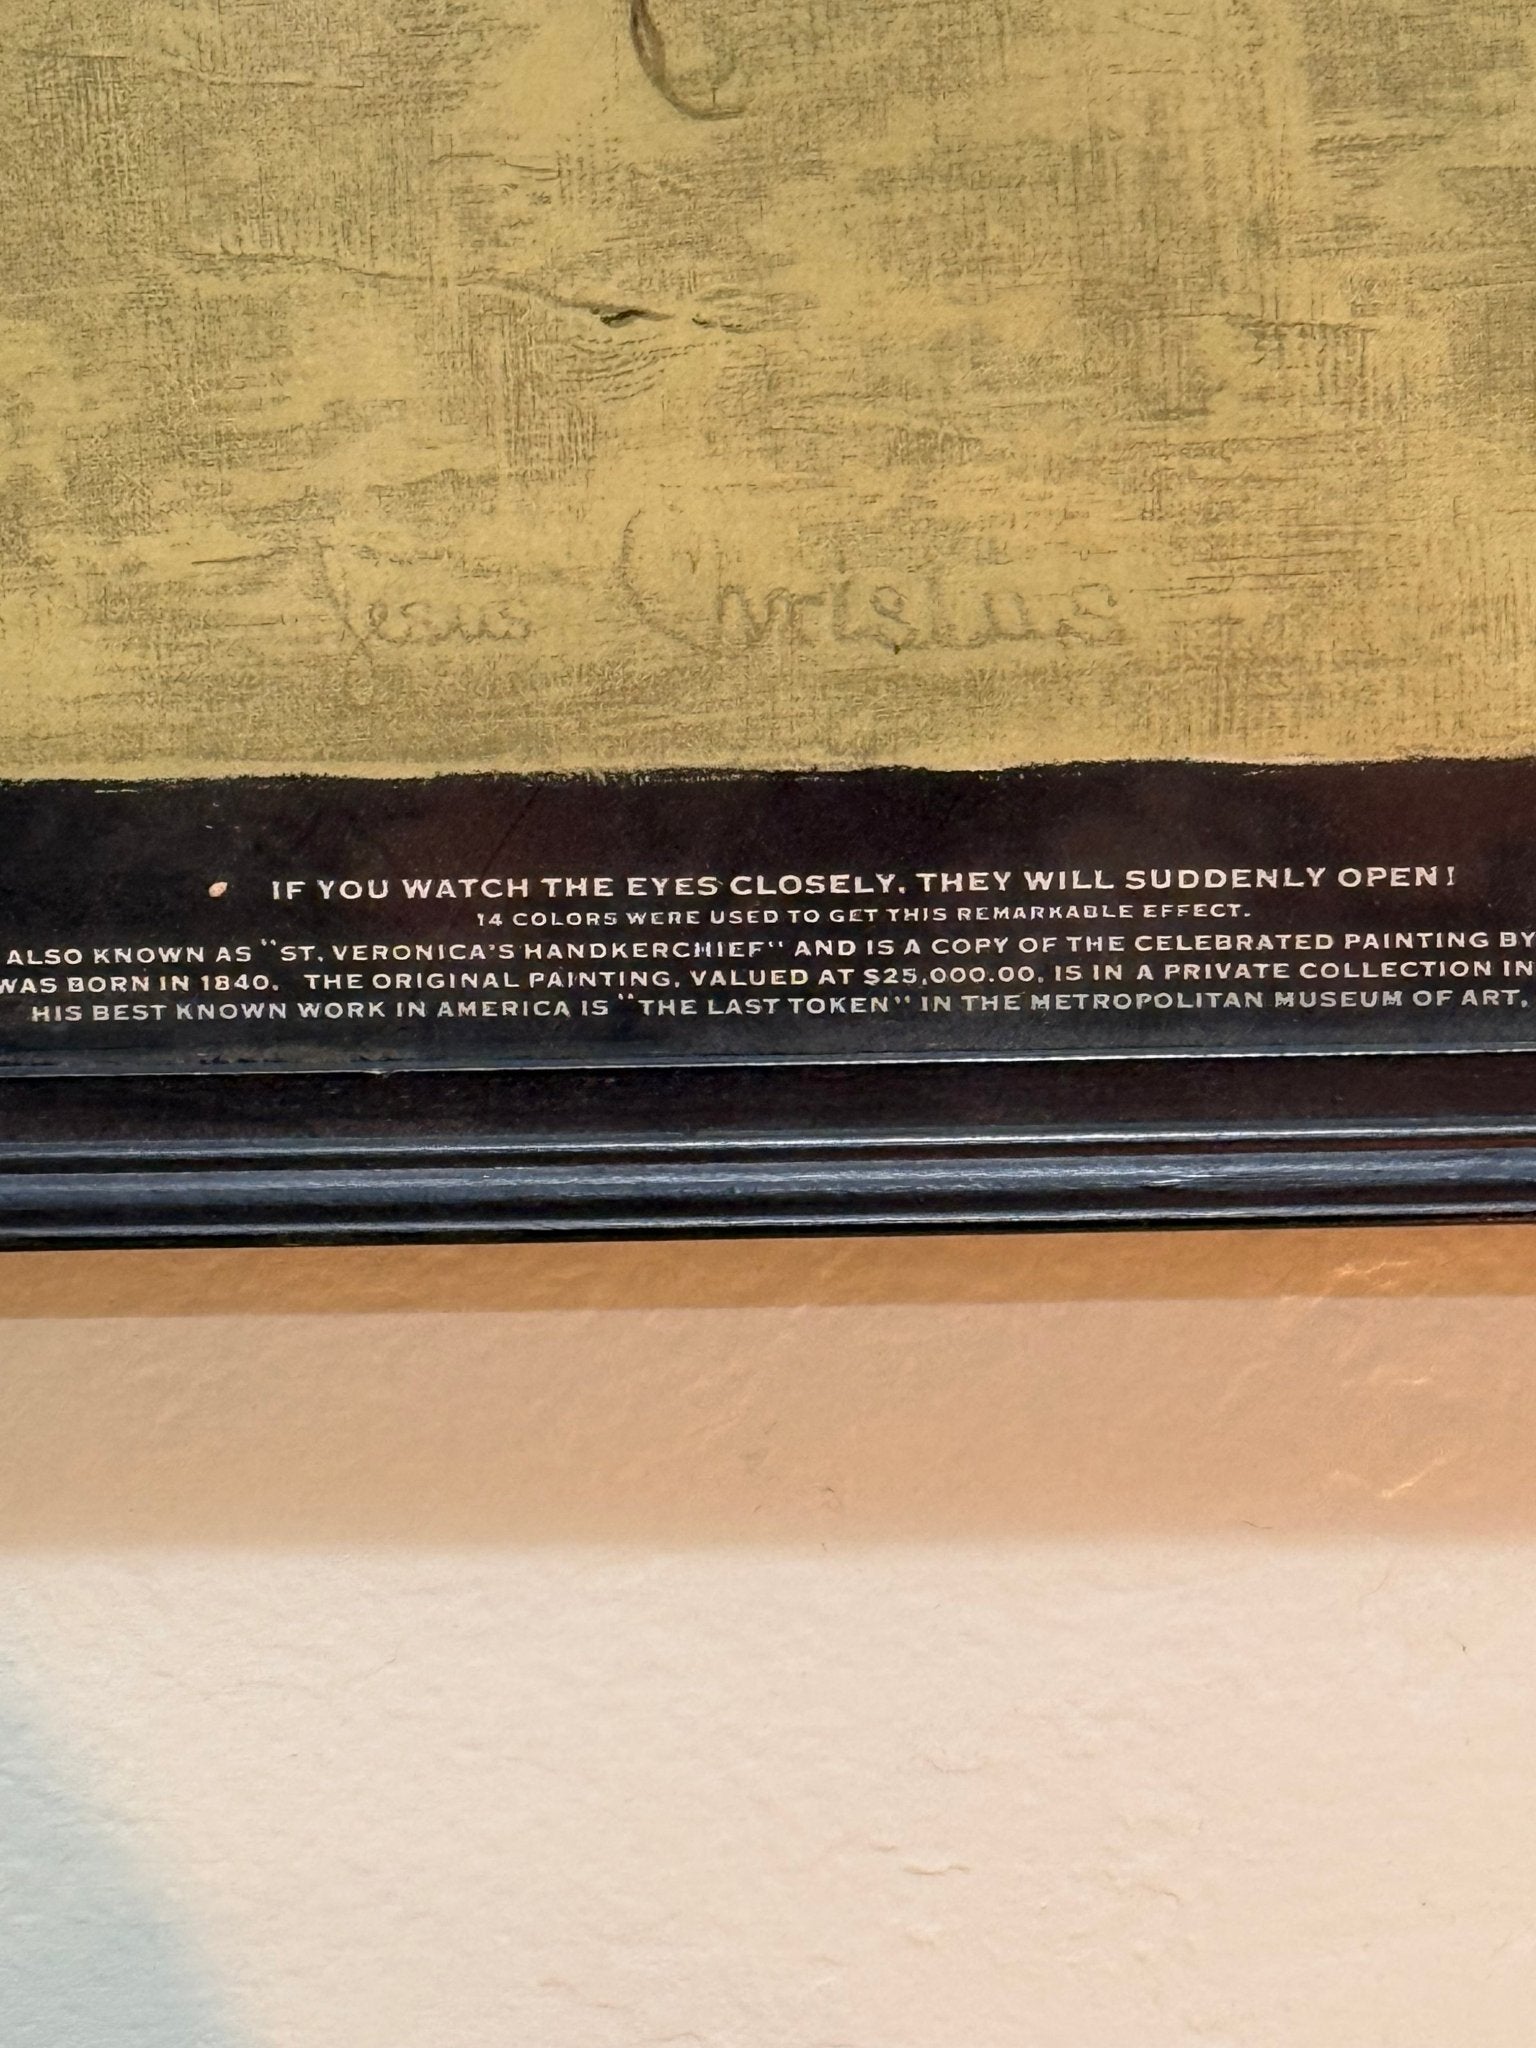 Jesus Christus
IF YOU WATCH THE EYES CLOSELY, THEY WILL SUDDENLY OPEN!
14 COLORS WERE USED TO GET THIS REMARKABLE EFFECT.
ALSO KNOWN AS "ST. VERONICA'S HANDKERCHIEF" AND IS A COPY OF THE CELEBRATED PAINTING BY
WAS BORN IN 1840. THE ORIGINAL PAINTING, VALUED AT $25,000.00, IS IN A PRIVATE COLLECTION IN
HIS BEST KNOWN WORK IN AMERICA IS "THE LAST TOKEN" IN THE METROPOLITAN MUSEUM OF ART.